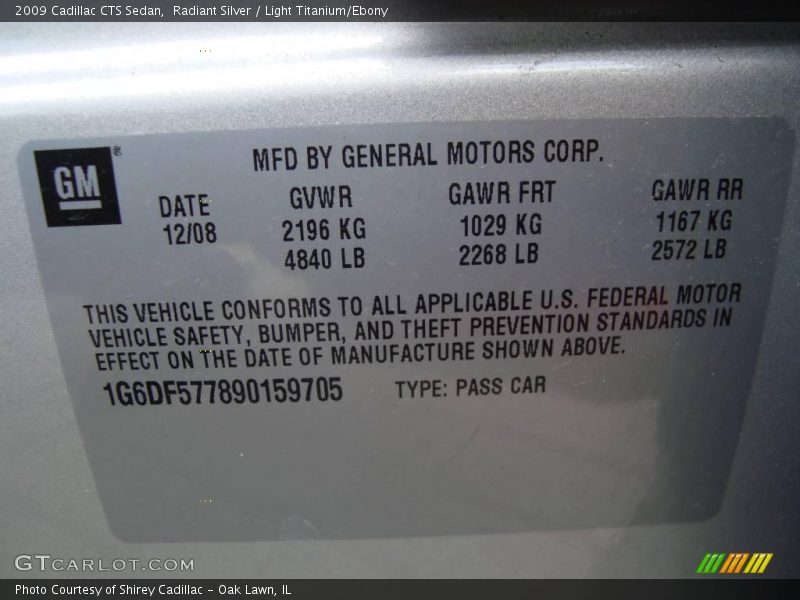 2009 Cadillac CTS Sedan, Radiant Silver / Light Titanium/Ebony
GM®
MFD BY GENERAL MOTORS CORP.
DATE GVWR GAWR FRT GAWR RR
12/08 2196 KG 1029 KG 1167 KG
4840 LB 2268 LB 2572 LB
THIS VEHICLE CONFORMS TO ALL APPLICABLE U.S. FEDERAL MOTOR
VEHICLE SAFETY, BUMPER, AND THEFT PREVENTION STANDARDS IN
EFFECT ON THE DATE OF MANUFACTURE SHOWN ABOVE.
1G6DF577890159705 TYPE: PASS CAR
GTCARLOT.COM
Photo Courtesy of Shirey Cadillac - Oak Lawn, IL